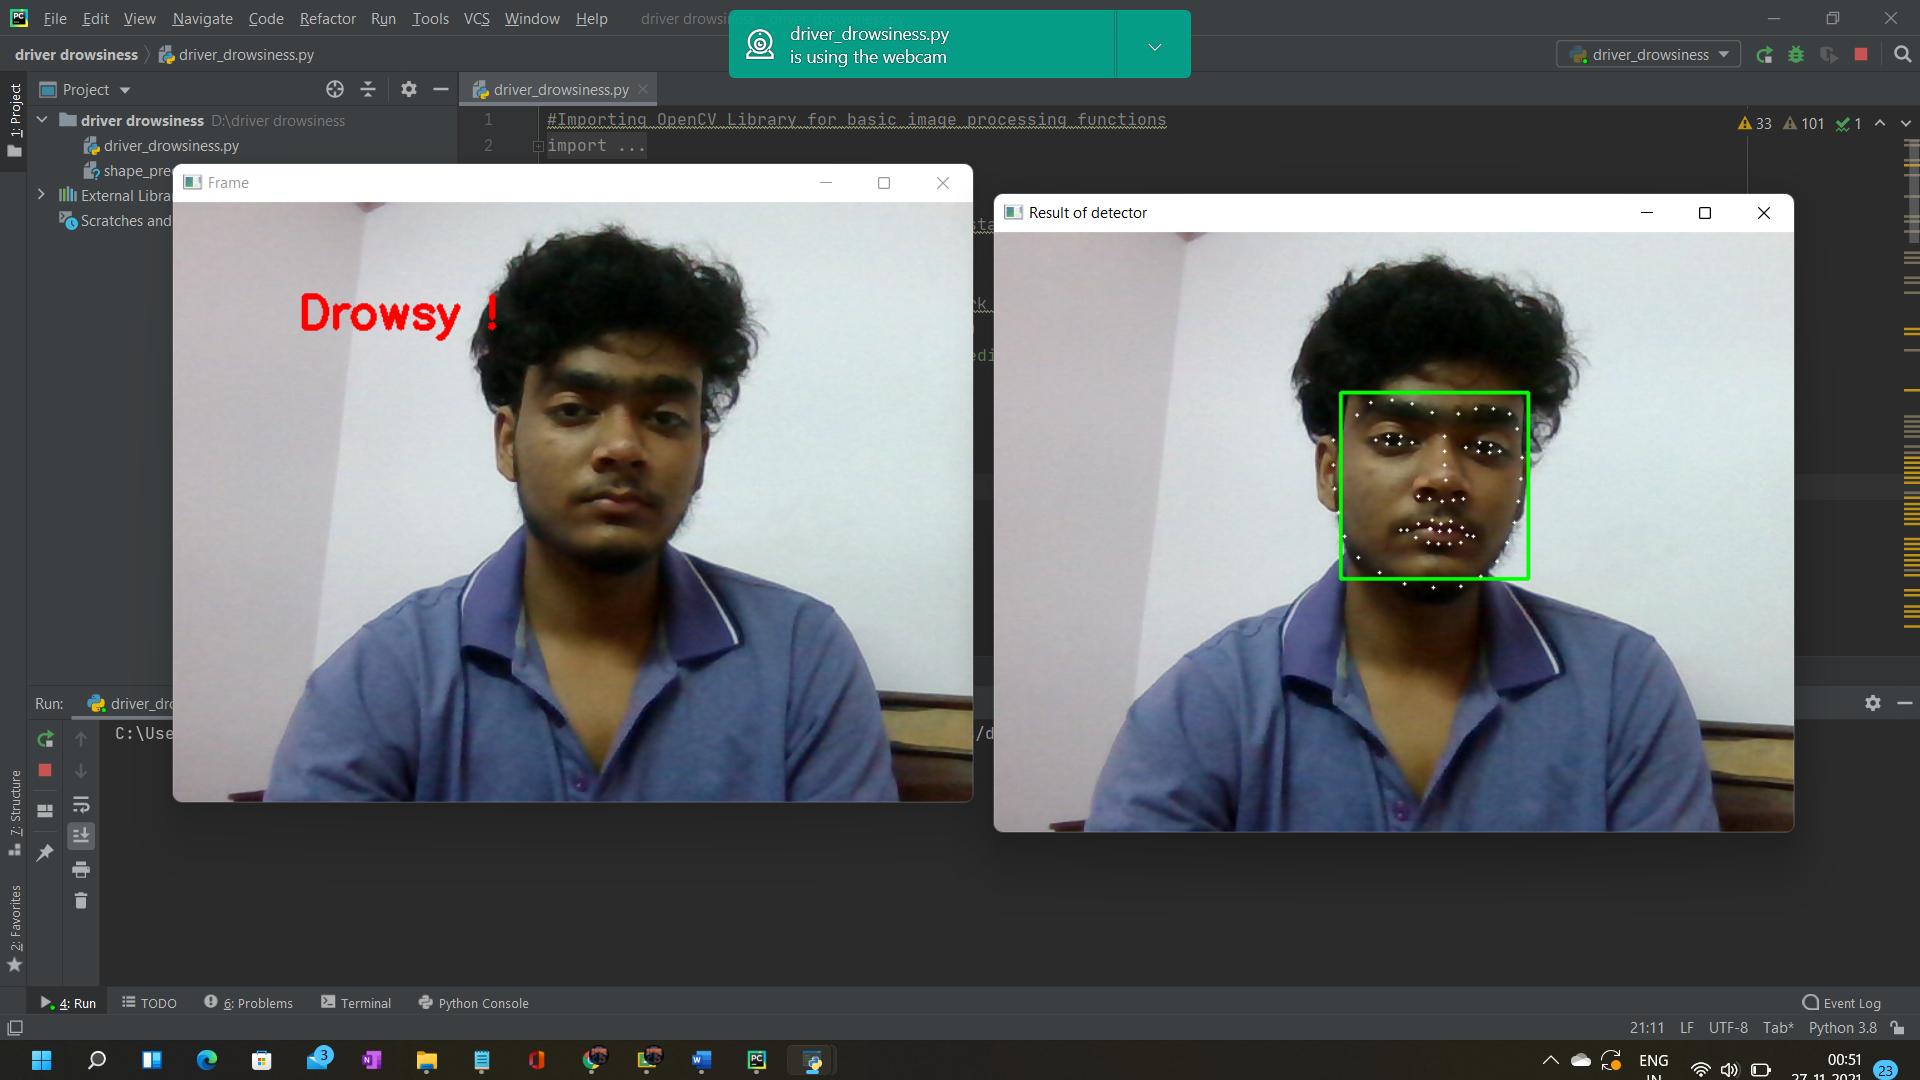 File Edit View Navigate Code Refactor Run Tools VCS Window Help driver drowsi
driver_drowsiness.py
is using the webcam
driver drowsiness driver_drowsiness.py
driver_drowsiness
1: Project
Project
driver_drowsiness.py
driver drowsiness D:\driver drowsiness
driver_drowsiness.py
shape_pre
External Libra
Scratches and
1 #Importing OpenCV Library for basic image processing functions
2 import ...
33 101 1
Frame
Drowsy !
Result of detector
Run: driver_dro
C:\Use
/d
7: Structure
2: Favorites
4: Run TODO 6: Problems Terminal Python Console Event Log
21:11 LF UTF-8 Tab* Python 3.8
3
ENG
IN
00:51
27-11-2021
23